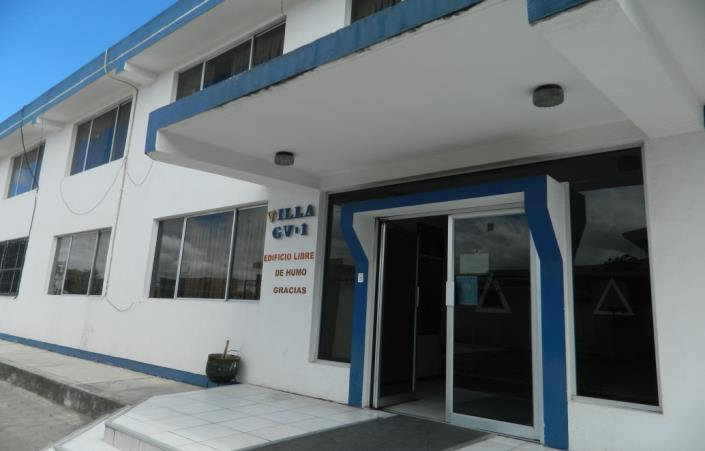 VILLA
GV-1
EDIFICIO LIBRE
DE HUMO
GRACIAS